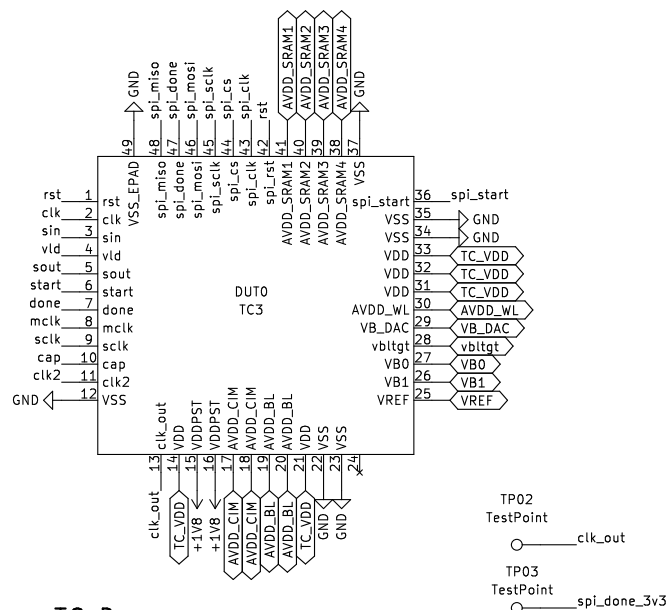 GND
spi_miso
spi_done
spi_mosi
spi_sclk
spi_cs
spi_clk
rst
AVDD_SRAM1
AVDD_SRAM2
AVDD_SRAM3
AVDD_SRAM4
GND
49
48
47
46
45
44
43
42
41
40
39
38
37
VSS_EPAD
spi_miso
spi_done
spi_mosi
spi_sclk
spi_cs
spi_clk
spi_rst
AVDD_SRAM1
AVDD_SRAM2
AVDD_SRAM3
AVDD_SRAM4
VSS
rst 1 rst
clk 2 clk
sin 3 sin
vld 4 vld
sout 5 sout
start 6 start
done 7 done
mclk 8 mclk
sclk 9 sclk
cap 10 cap
clk2 11 clk2
GND 12 VSS
DUT0
TC3
spi_start 36 spi_start
VSS 35 GND
VSS 34 GND
VDD 33 TC_VDD
VDD 32 TC_VDD
VDD 31 TC_VDD
AVDD_WL 30 AVDD_WL
VB_DAC 29 VB_DAC
vbltgt 28 vbltgt
VB0 27 VB0
VB1 26 VB1
VREF 25 VREF
clk_out
VDD
VDDPST
VDDPST
AVDD_CIM
AVDD_CIM
AVDD_BL
AVDD_BL
VDD
VSS
VSS
13
14
15
16
17
18
19
20
21
22
23
24
clk_out
TC_VDD
+1V8
+1V8
AVDD_CIM
AVDD_CIM
AVDD_BL
AVDD_BL
TC_VDD
GND
GND
TP02
TestPoint
clk_out
TP03
TestPoint
spi_done_3v3